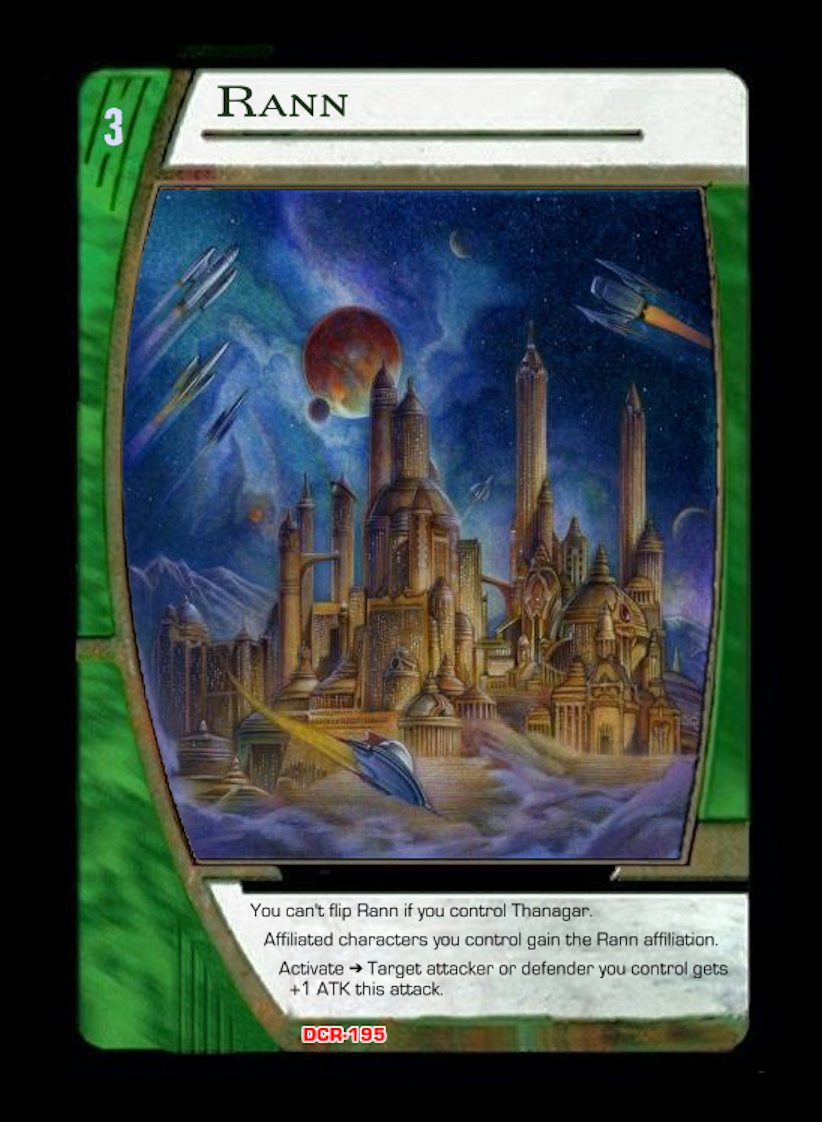 3
Rann
You can't flip Rann if you control Thanagar.
Affiliated characters you control gain the Rann affiliation.
Activate ➔ Target attacker or defender you control gets
+1 ATK this attack.
DCR-195